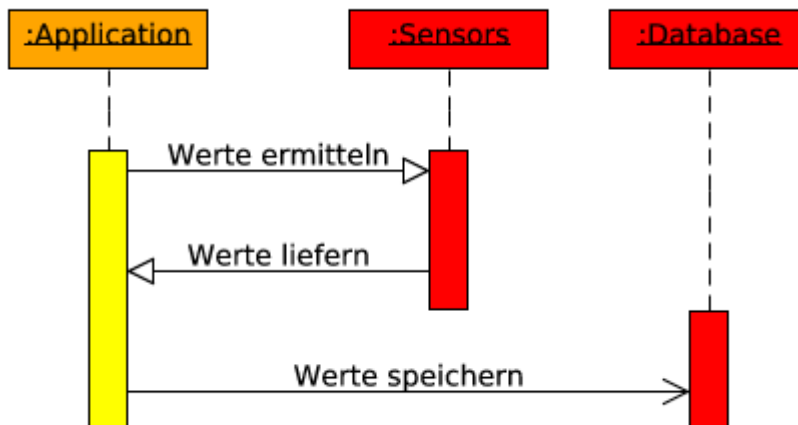 :Application
:Sensors
:Database
Werte ermitteln
Werte liefern
Werte speichern